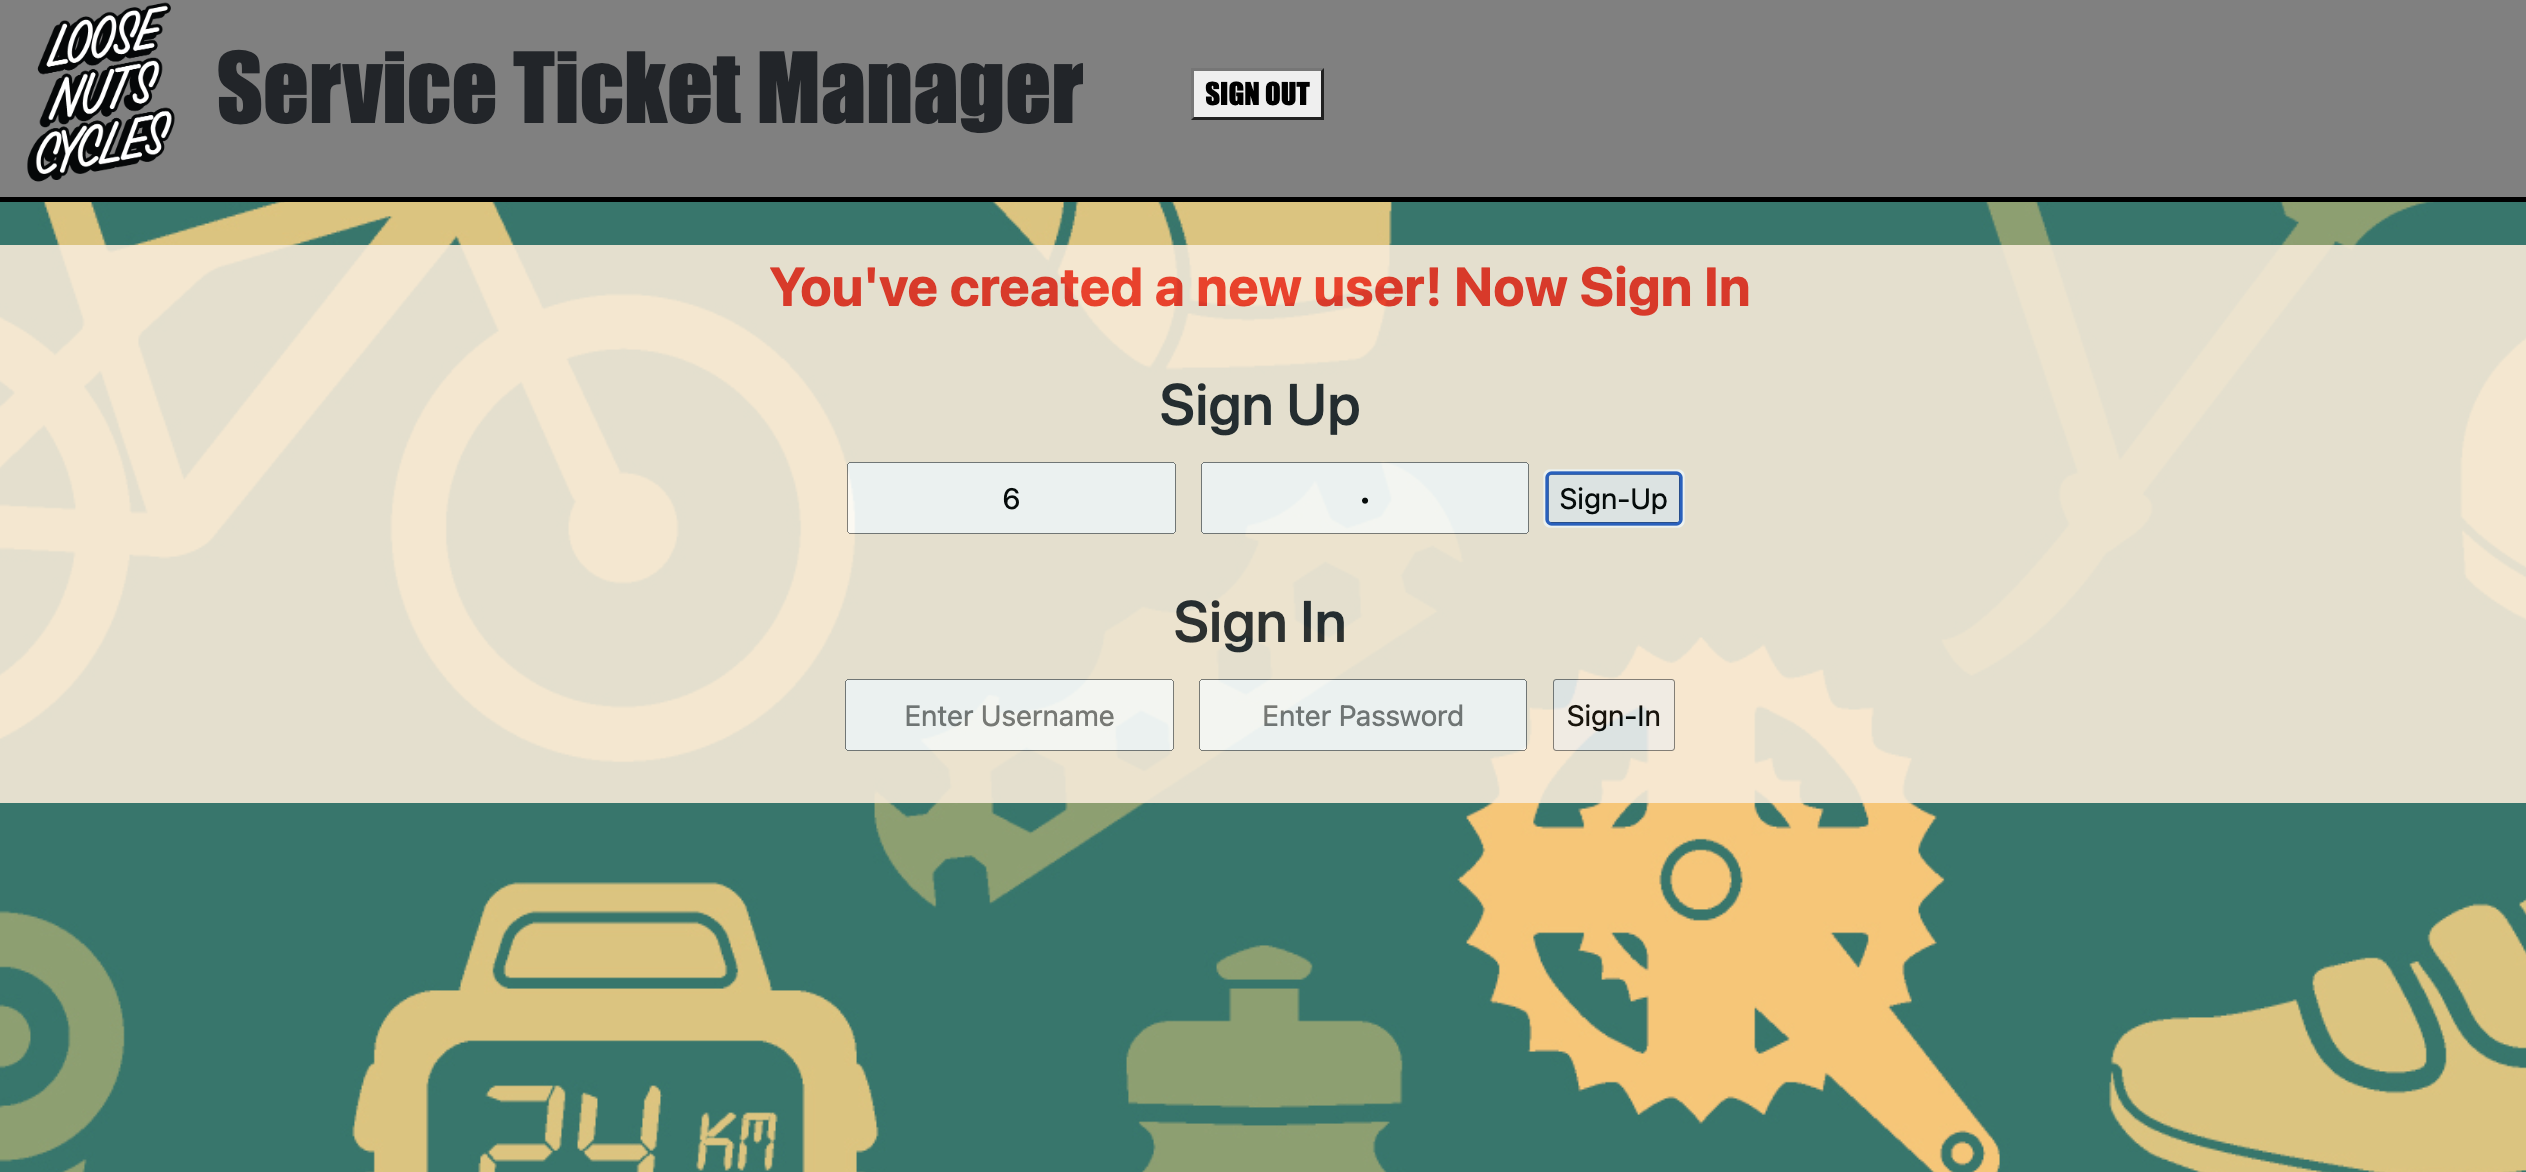 LOOSE
NUTS
CYCLES
Service Ticket Manager
SIGN OUT
You've created a new user! Now Sign In
Sign Up
6
•
Sign-Up
Sign In
Enter Username
Enter Password
Sign-In
24 KM